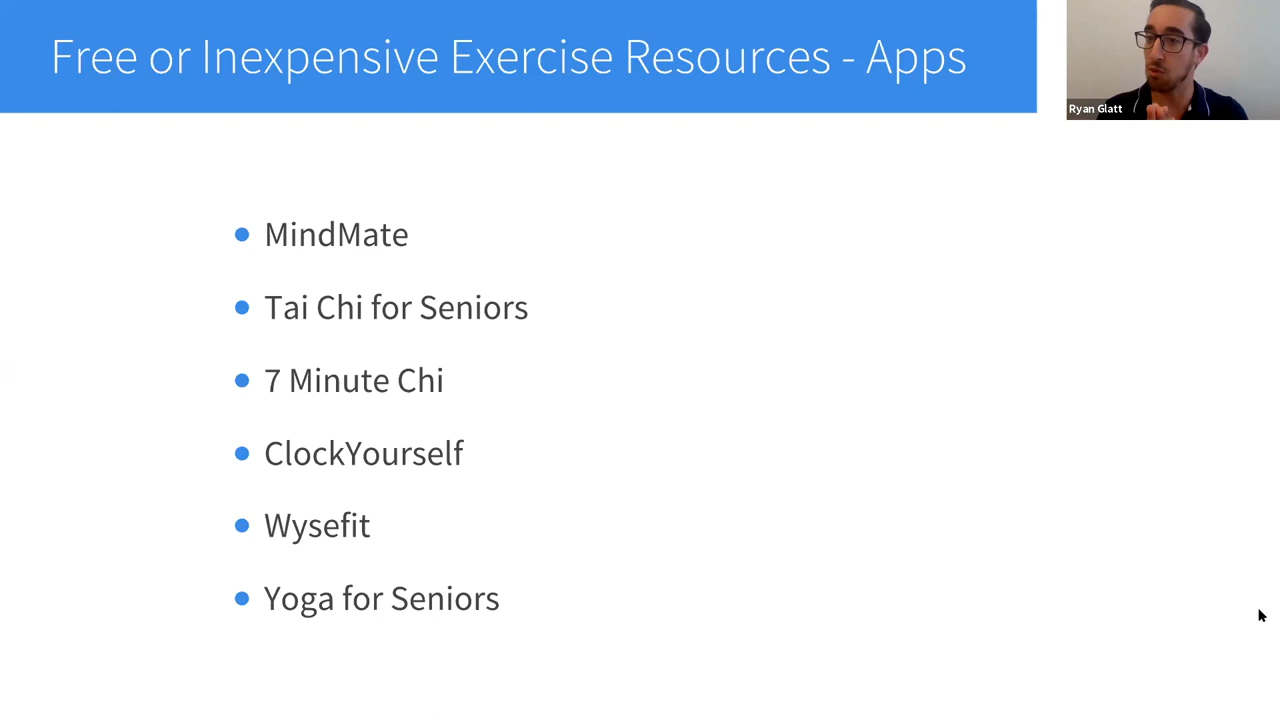 Free or Inexpensive Exercise Resources - Apps
Ryan Glatt
MindMate
Tai Chi for Seniors
7 Minute Chi
ClockYourself
Wysefit
Yoga for Seniors